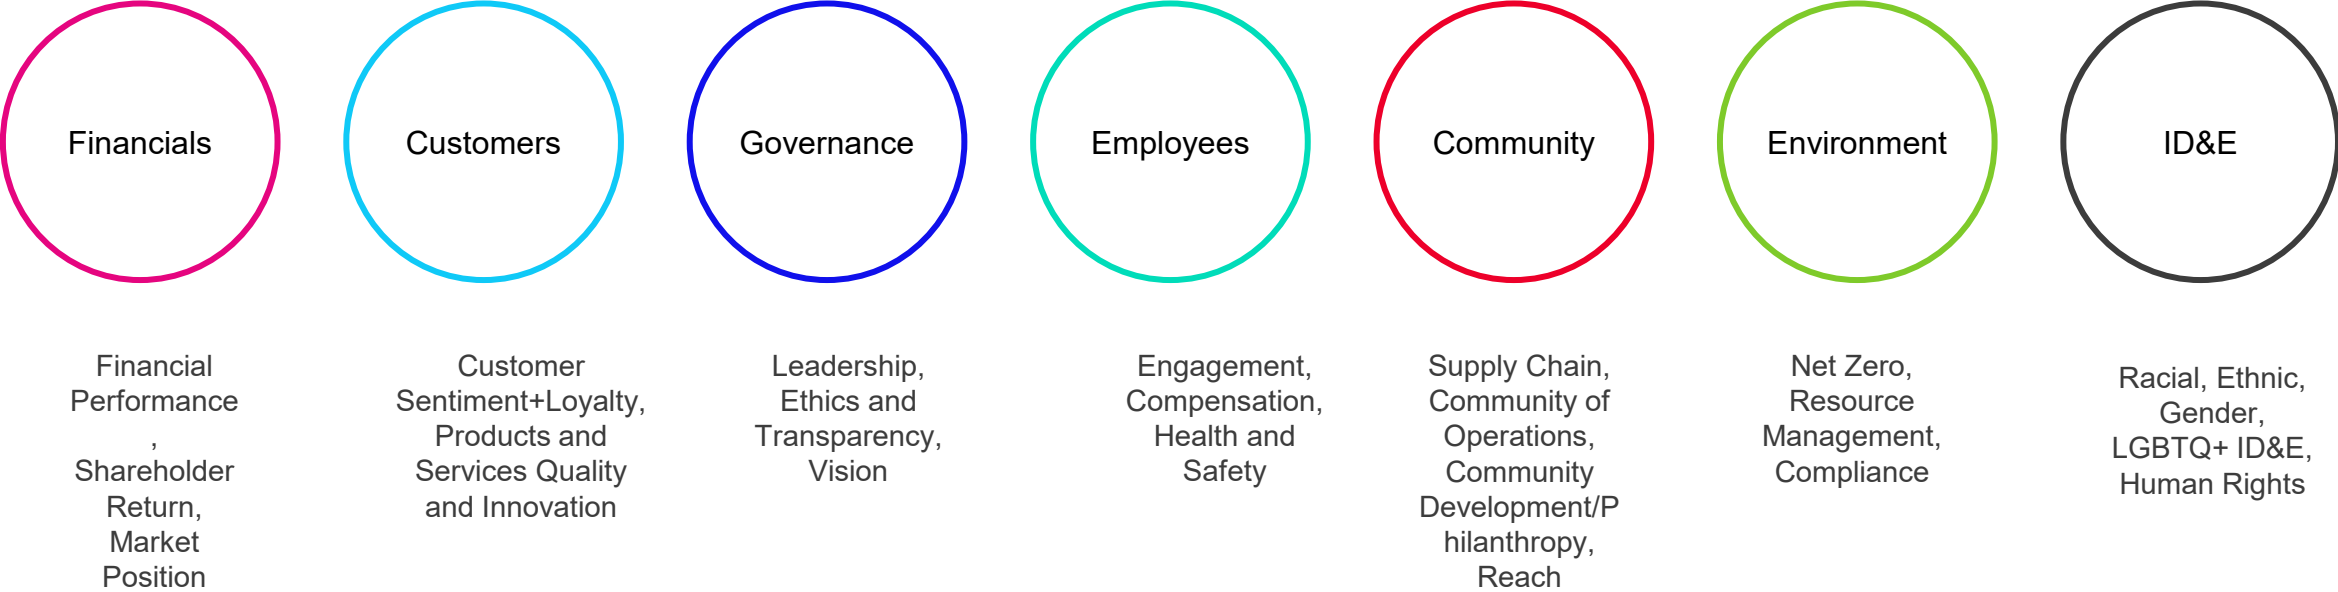 Financials
Customers
Governance
Employees
Community
Environment
ID&E
Financial
Performance
,
Shareholder
Return,
Market
Position
Customer
Sentiment+Loyalty,
Products and
Services Quality
and Innovation
Leadership,
Ethics and
Transparency,
Vision
Engagement,
Compensation,
Health and
Safety
Supply Chain,
Community of
Operations,
Community
Development/P
hilanthropy,
Reach
Net Zero,
Resource
Management,
Compliance
Racial, Ethnic,
Gender,
LGBTQ+ ID&E,
Human Rights